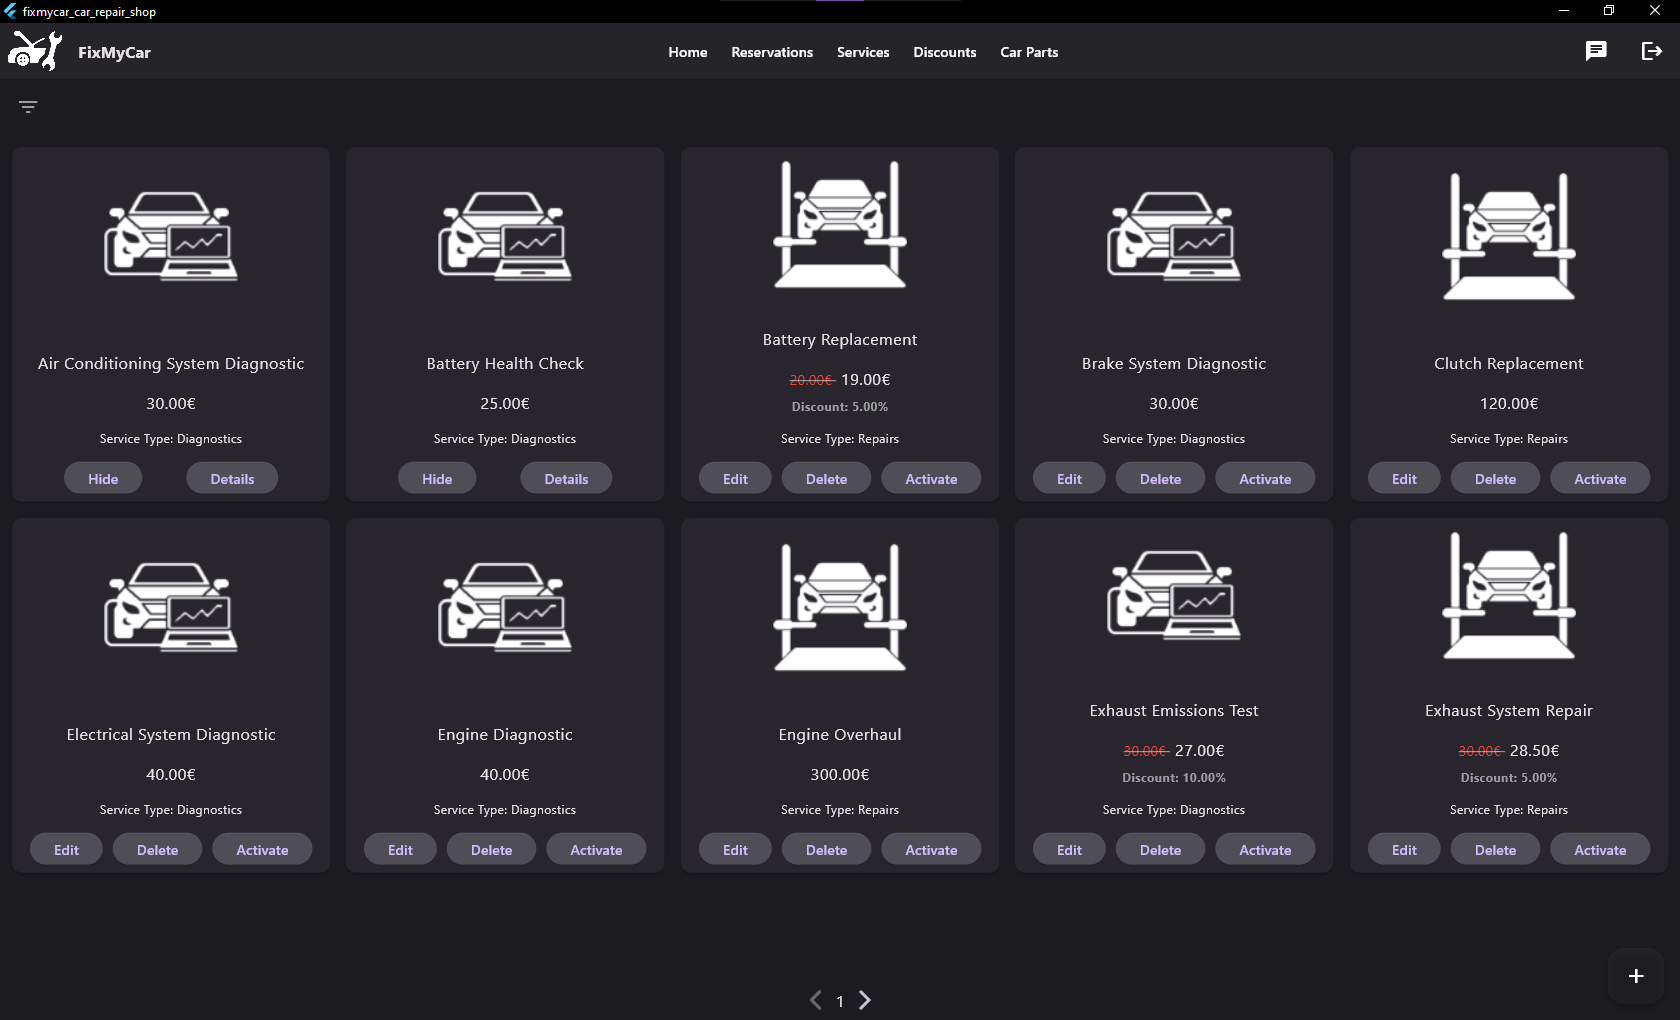 fixmycar_car_repair_shop
FixMyCar
Home Reservations Services Discounts Car Parts
Air Conditioning System Diagnostic
30.00€
Service Type: Diagnostics
Hide Details
Battery Health Check
25.00€
Service Type: Diagnostics
Hide Details
Battery Replacement
20.00€ 19.00€
Discount: 5.00%
Service Type: Repairs
Edit Delete Activate
Brake System Diagnostic
30.00€
Service Type: Diagnostics
Edit Delete Activate
Clutch Replacement
120.00€
Service Type: Repairs
Edit Delete Activate
Electrical System Diagnostic
40.00€
Service Type: Diagnostics
Edit Delete Activate
Engine Diagnostic
40.00€
Service Type: Diagnostics
Edit Delete Activate
Engine Overhaul
300.00€
Service Type: Repairs
Edit Delete Activate
Exhaust Emissions Test
30.00€ 27.00€
Discount: 10.00%
Service Type: Diagnostics
Edit Delete Activate
Exhaust System Repair
30.00€ 28.50€
Discount: 5.00%
Service Type: Repairs
Edit Delete Activate
1